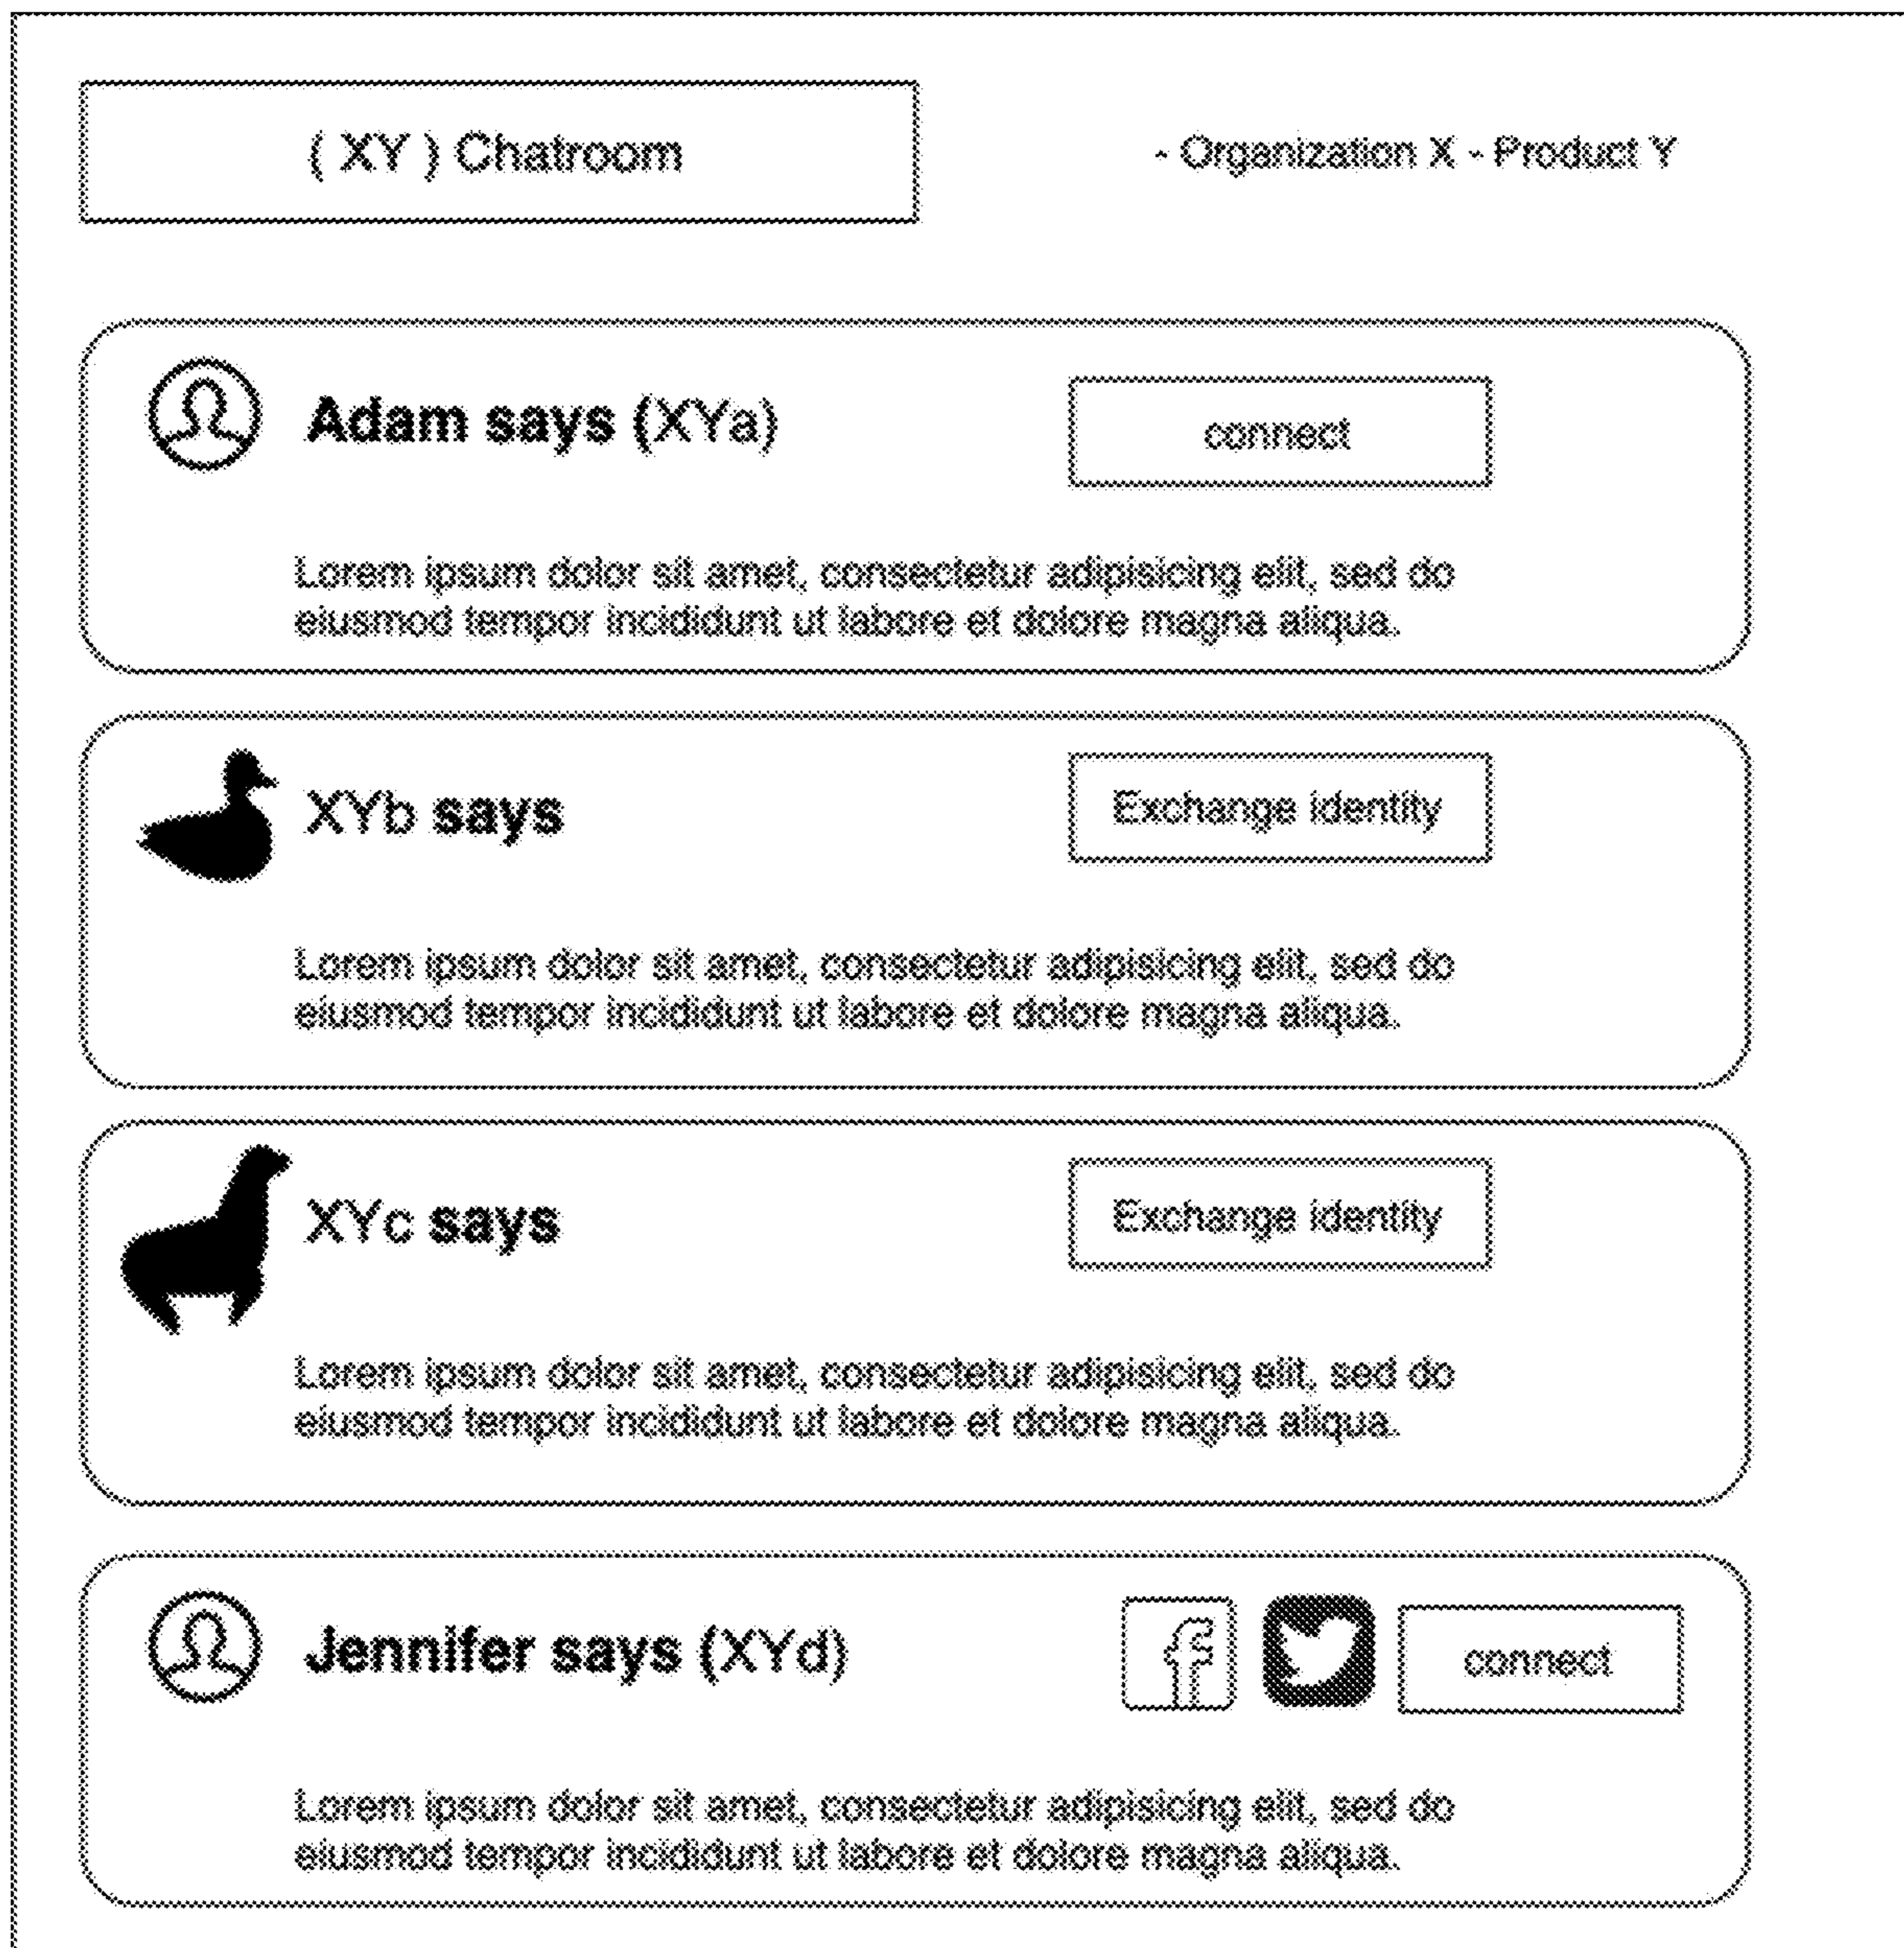 ( XY ) Chatroom
- Organization X - Product Y
Adam says (XYa)
connect
Lorem ipsum dolor sit amet, consectetur adipisicing elit, sed do
eiusmod tempor incididunt ut labore et dolore magna aliqua.
XYb says
Exchange identity
Lorem ipsum dolor sit amet, consectetur adipisicing elit, sed do
eiusmod tempor incididunt ut labore et dolore magna aliqua.
XYc says
Exchange identity
Lorem ipsum dolor sit amet, consectetur adipisicing elit, sed do
eiusmod tempor incididunt ut labore et dolore magna aliqua.
Jennifer says (XYd)
f
connect
Lorem ipsum dolor sit amet, consectetur adipisicing elit, sed do
eiusmod tempor incididunt ut labore et dolore magna aliqua.